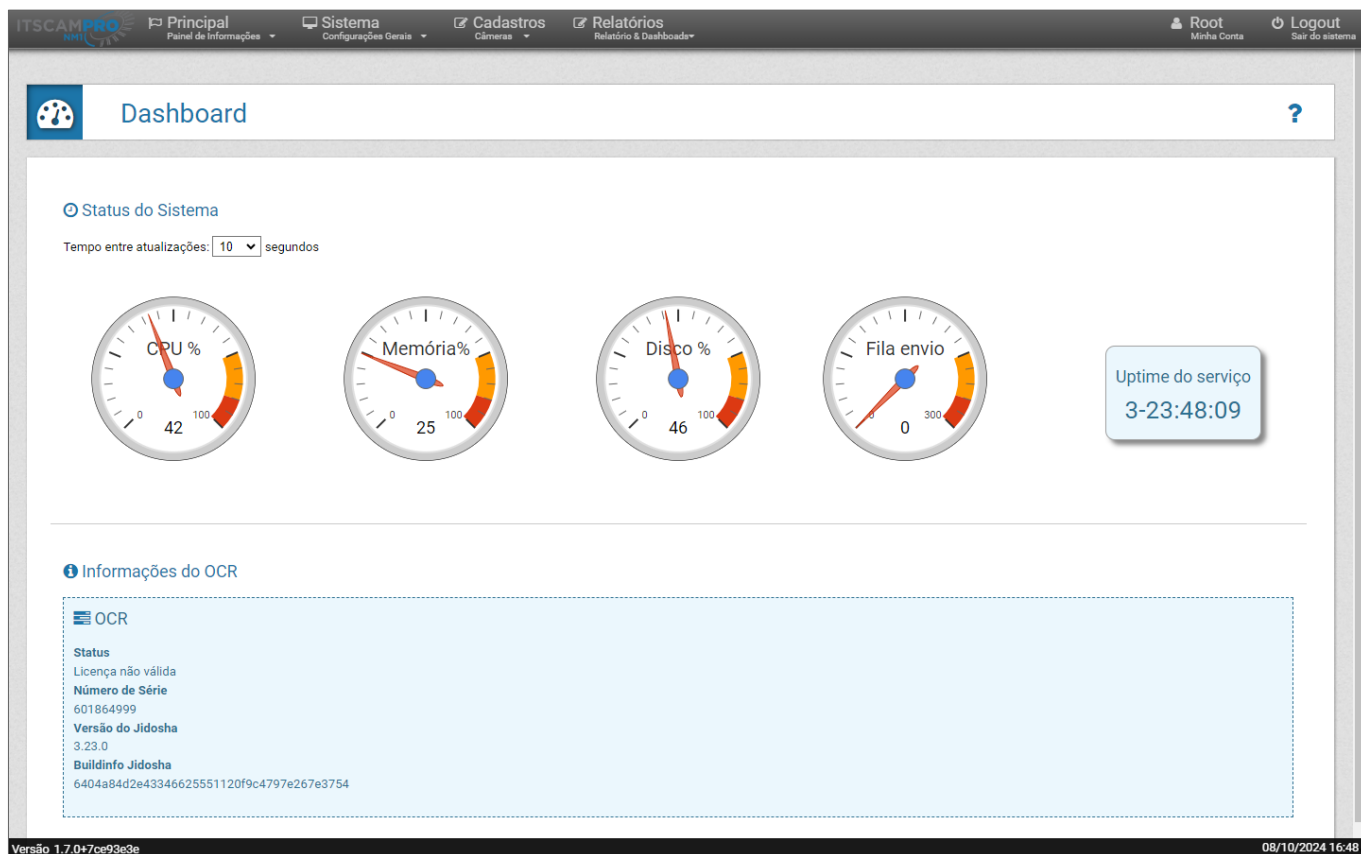 ITSCAMPRO
NMI
Principal
Painel de Informações
Sistema
Configurações Gerais
Cadastros
Câmeras
Relatórios
Relatório & Dashboads
Root
Minha Conta
Logout
Sair do sistema
Dashboard
?
Status do Sistema
Tempo entre atualizações: 10 segundos
CPU %
0 100
42
Memória%
0 100
25
Disco %
0 100
46
Fila envio
0 300
0
Uptime do serviço
3-23:48:09
Informações do OCR
OCR
Status
Licença não válida
Número de Série
601864999
Versão do Jidosha
3.23.0
Buildinfo Jidosha
6404a84d2e43346625551120f9c4797e267e3754
Versão 1.7.0+7ce93e3e
08/10/2024 16:48